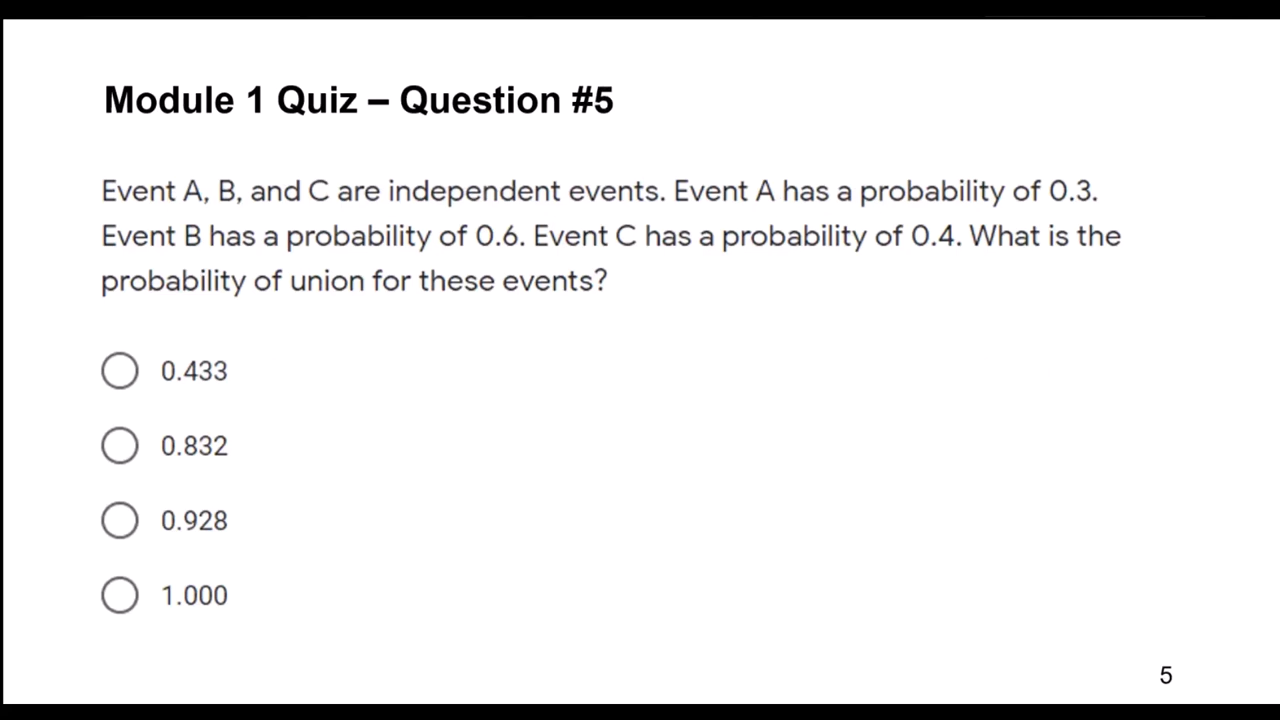 Module 1 Quiz – Question #5
Event A, B, and C are independent events. Event A has a probability of 0.3.
Event B has a probability of 0.6. Event C has a probability of 0.4. What is the
probability of union for these events?
0.433
0.832
0.928
1.000
5